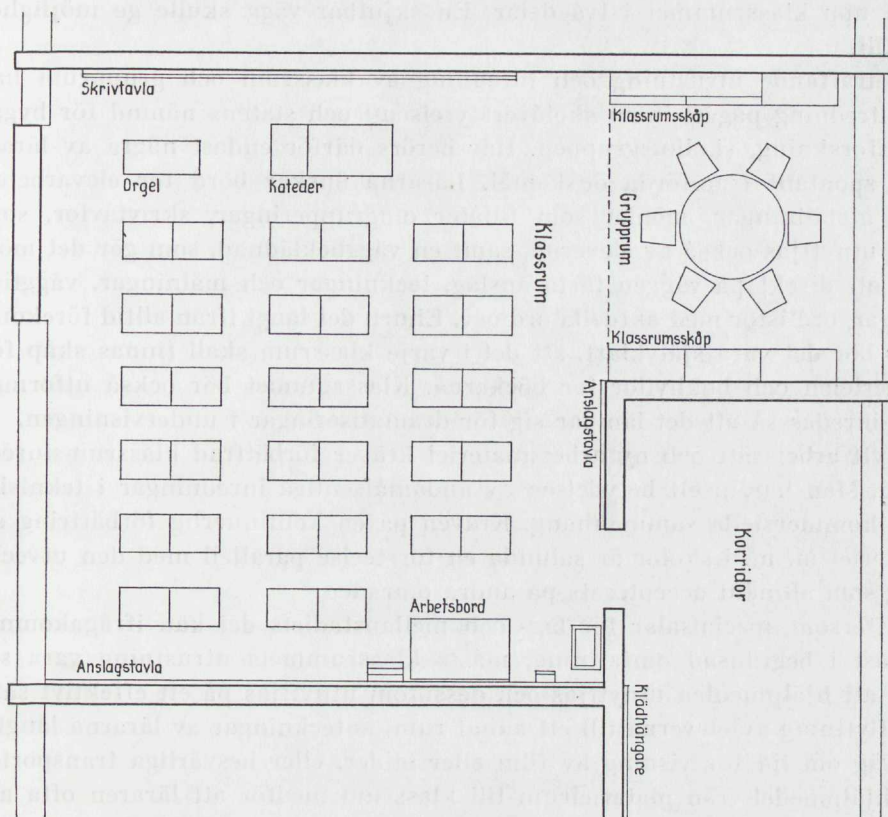 Skrivtavla
Klassrumsskåp
Orgel
Kateder
Grupprum
Klassrum
Klassrumsskåp
Anslagstavla
Korridor
Arbetsbord
Anslagstavla
Klädhängare